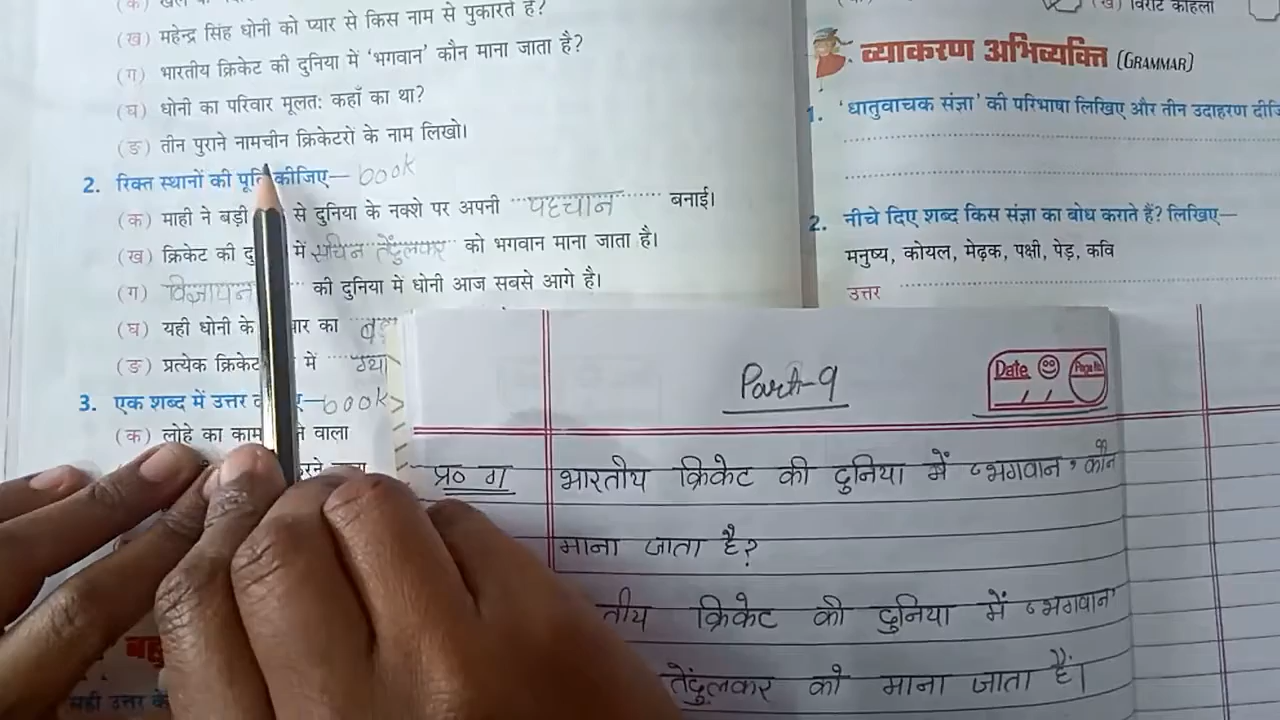 (ख) महेन्द्र सिंह धोनी को प्यार से किस नाम से पुकारते हैं?
(ग) भारतीय क्रिकेट की दुनिया में ‘भगवान’ कौन माना जाता है?
(घ) धोनी का परिवार मूलतः कहाँ का था?
(ङ) तीन पुराने नामचीन क्रिकेटरों के नाम लिखो।
2. रिक्त स्थानों की पूर्ति कीजिए— book
(क) माही ने बड़ी से दुनिया के नक्शे पर अपनी पहचान बनाई।
(ख) क्रिकेट की में सचिन तेंदुलकर को भगवान माना जाता है।
(ग) विज्ञापन की दुनिया में धोनी आज सबसे आगे है।
(घ) यही धोनी के का
(ङ) प्रत्येक क्रिकेट में
3. एक शब्द में उत्तर book
(क) लोहे का काम वाला
(ख) विराट कोहली
व्याकरण अभिव्यक्ति (GRAMMAR)
1. ‘धातुवाचक संज्ञा’ की परिभाषा लिखिए और तीन उदाहरण
2. नीचे दिए शब्द किस संज्ञा का बोध कराते हैं? लिखिए—
मनुष्य, कोयल, मेढ़क, पक्षी, पेड़, कवि
उत्तर
Part-9
Date Page No
प्र० ग भारतीय क्रिकेट की दुनिया में ‘भगवान’ कौन
माना जाता है?
क्रिकेट की दुनिया में ‘भगवान’
तेंदुलकर को माना जाता हैं।